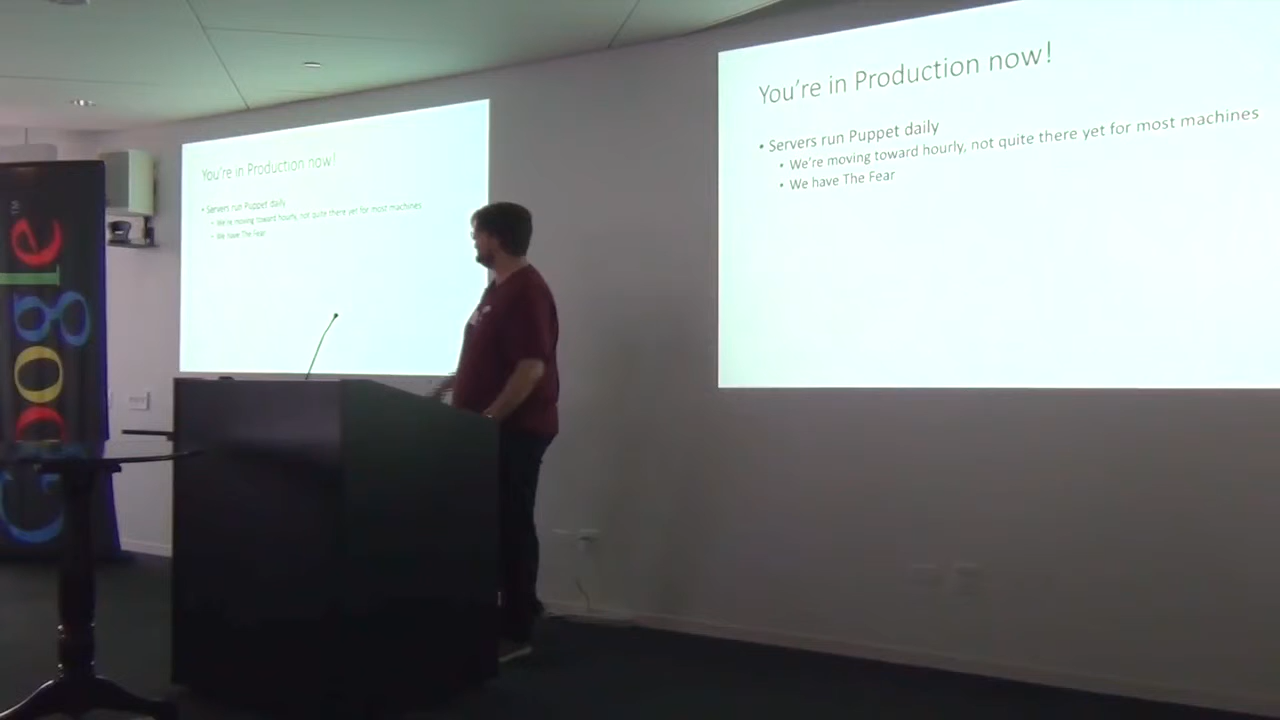 Google™
You're in Production now!
• Servers run Puppet daily
• We're moving toward hourly, not quite there yet for most machines
• We have The Fear
You're in Production now!
• Servers run Puppet daily
• We're moving toward hourly, not quite there yet for most machines
• We have The Fear